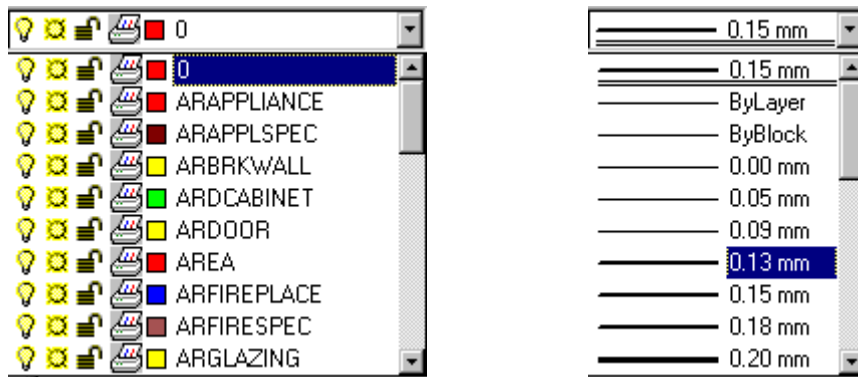 0
0
ARAPPLIANCE
ARAPPLSPEC
ARBRKWALL
ARDCABINET
ARDOOR
AREA
ARFIREPLACE
ARFIRESPEC
ARGLAZING
0.15 mm
0.15 mm
ByLayer
ByBlock
0.00 mm
0.05 mm
0.09 mm
0.13 mm
0.15 mm
0.18 mm
0.20 mm